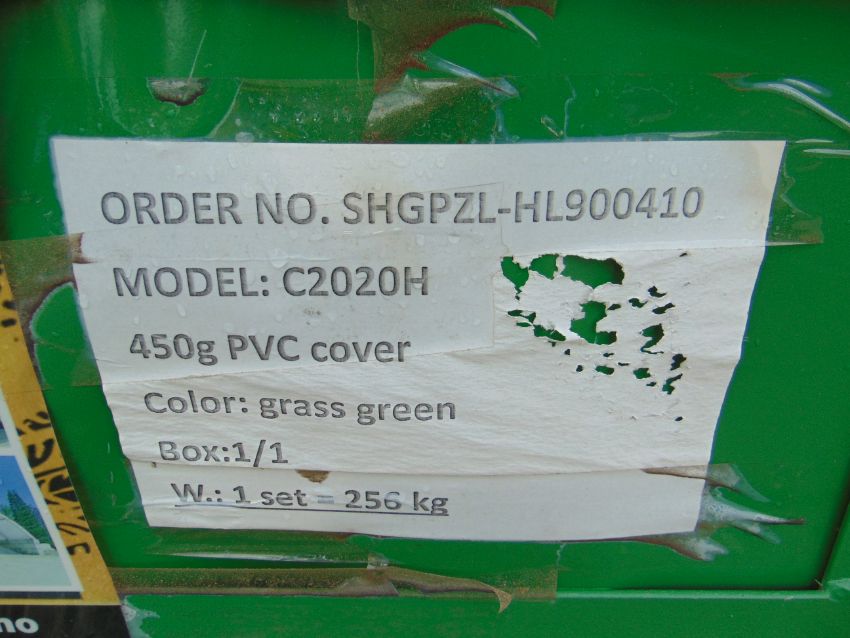 ORDER NO. SHGPZL-HL900410
MODEL: C2020H
450g PVC cover
Color: grass green
Box:1/1
W.: 1 set = 256 kg